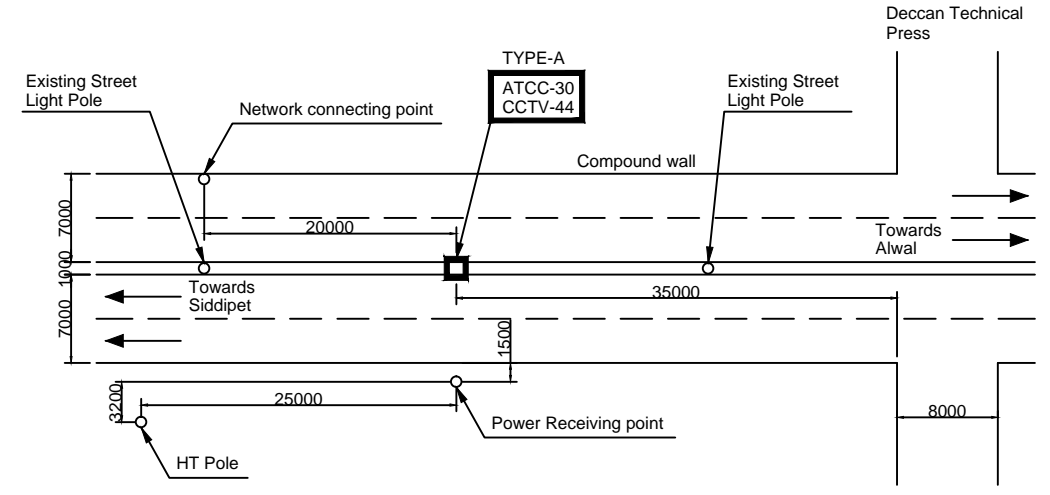 Deccan Technical
Press
TYPE-A
ATCC-30
CCTV-44
Existing Street
Light Pole
Network connecting point
Existing Street
Light Pole
Compound wall
7000
20000
Towards
Alwal
1000
Towards
Siddipet
35000
7000
1500
3200
25000
8000
Power Receiving point
HT Pole